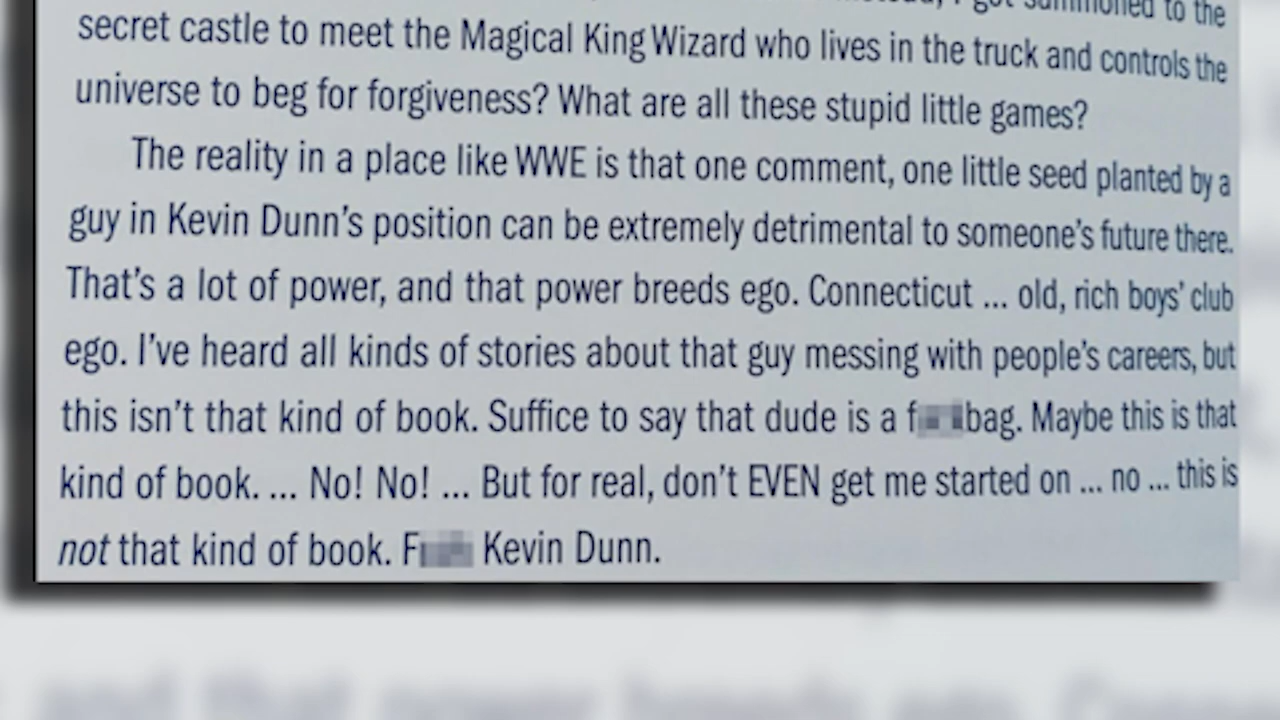 I got summoned to the
secret castle to meet the Magical King Wizard who lives in the truck and controls the
universe to beg for forgiveness? What are all these stupid little games?
The reality in a place like WWE is that one comment, one little seed planted by a
guy in Kevin Dunn’s position can be extremely detrimental to someone’s future there.
That’s a lot of power, and that power breeds ego. Connecticut ... old, rich boys’ club
ego. I’ve heard all kinds of stories about that guy messing with people’s careers, but
this isn’t that kind of book. Suffice to say that dude is a f bag. Maybe this is that
kind of book. ... No! No! ... But for real, don’t EVEN get me started on ... no ... this is
not that kind of book. F Kevin Dunn.